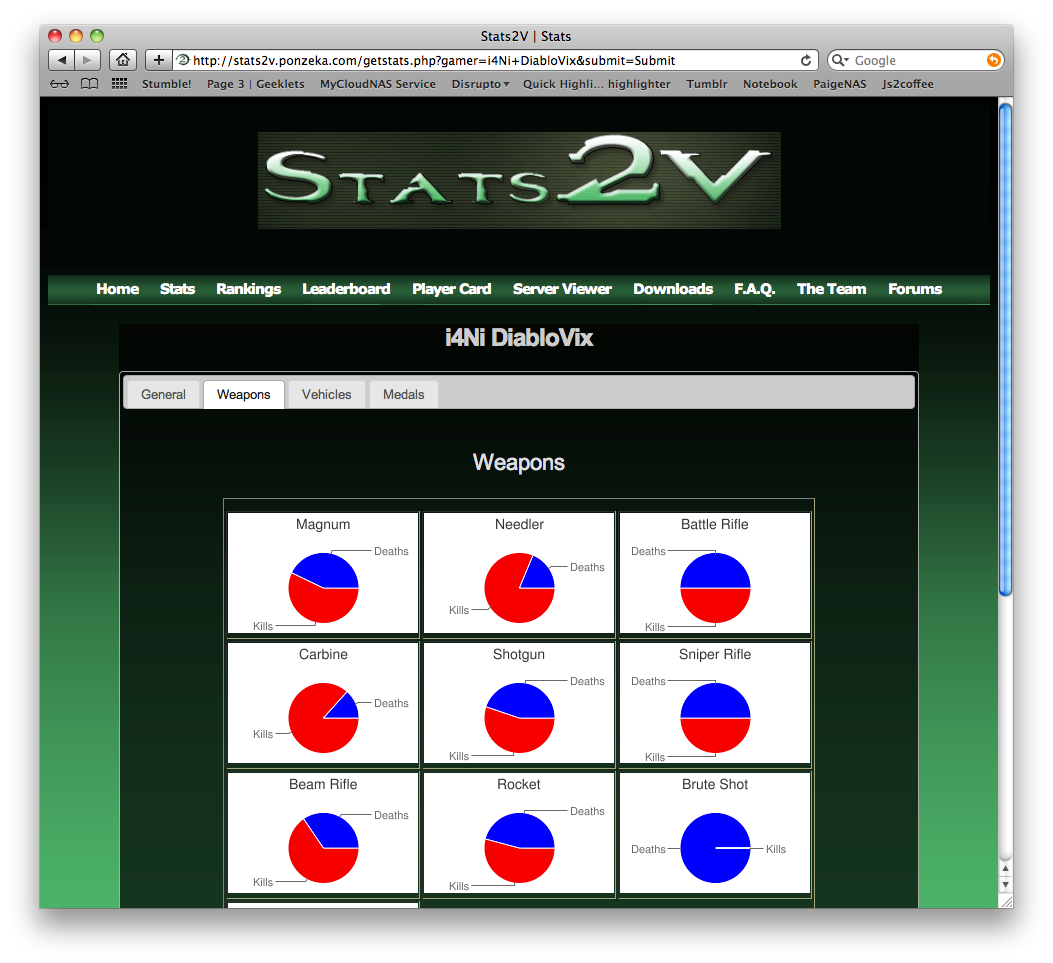 Stats2V | Stats
http://stats2v.ponzeka.com/getstats.php?gamer=i4Ni+DiabloVix&submit=Submit
Google
Stumble! Page 3 | Geeklets MyCloudNAS Service Disrupto Quick Highli... highlighter Tumblr Notebook PaigeNAS Js2coffee
Stats2V
Home Stats Rankings Leaderboard Player Card Server Viewer Downloads F.A.Q. The Team Forums
i4Ni DiabloVix
General Weapons Vehicles Medals
Weapons
Magnum
Deaths
Kills
Needler
Deaths
Kills
Battle Rifle
Deaths
Kills
Carbine
Deaths
Kills
Shotgun
Deaths
Kills
Sniper Rifle
Deaths
Kills
Beam Rifle
Deaths
Kills
Rocket
Deaths
Kills
Brute Shot
Deaths Kills